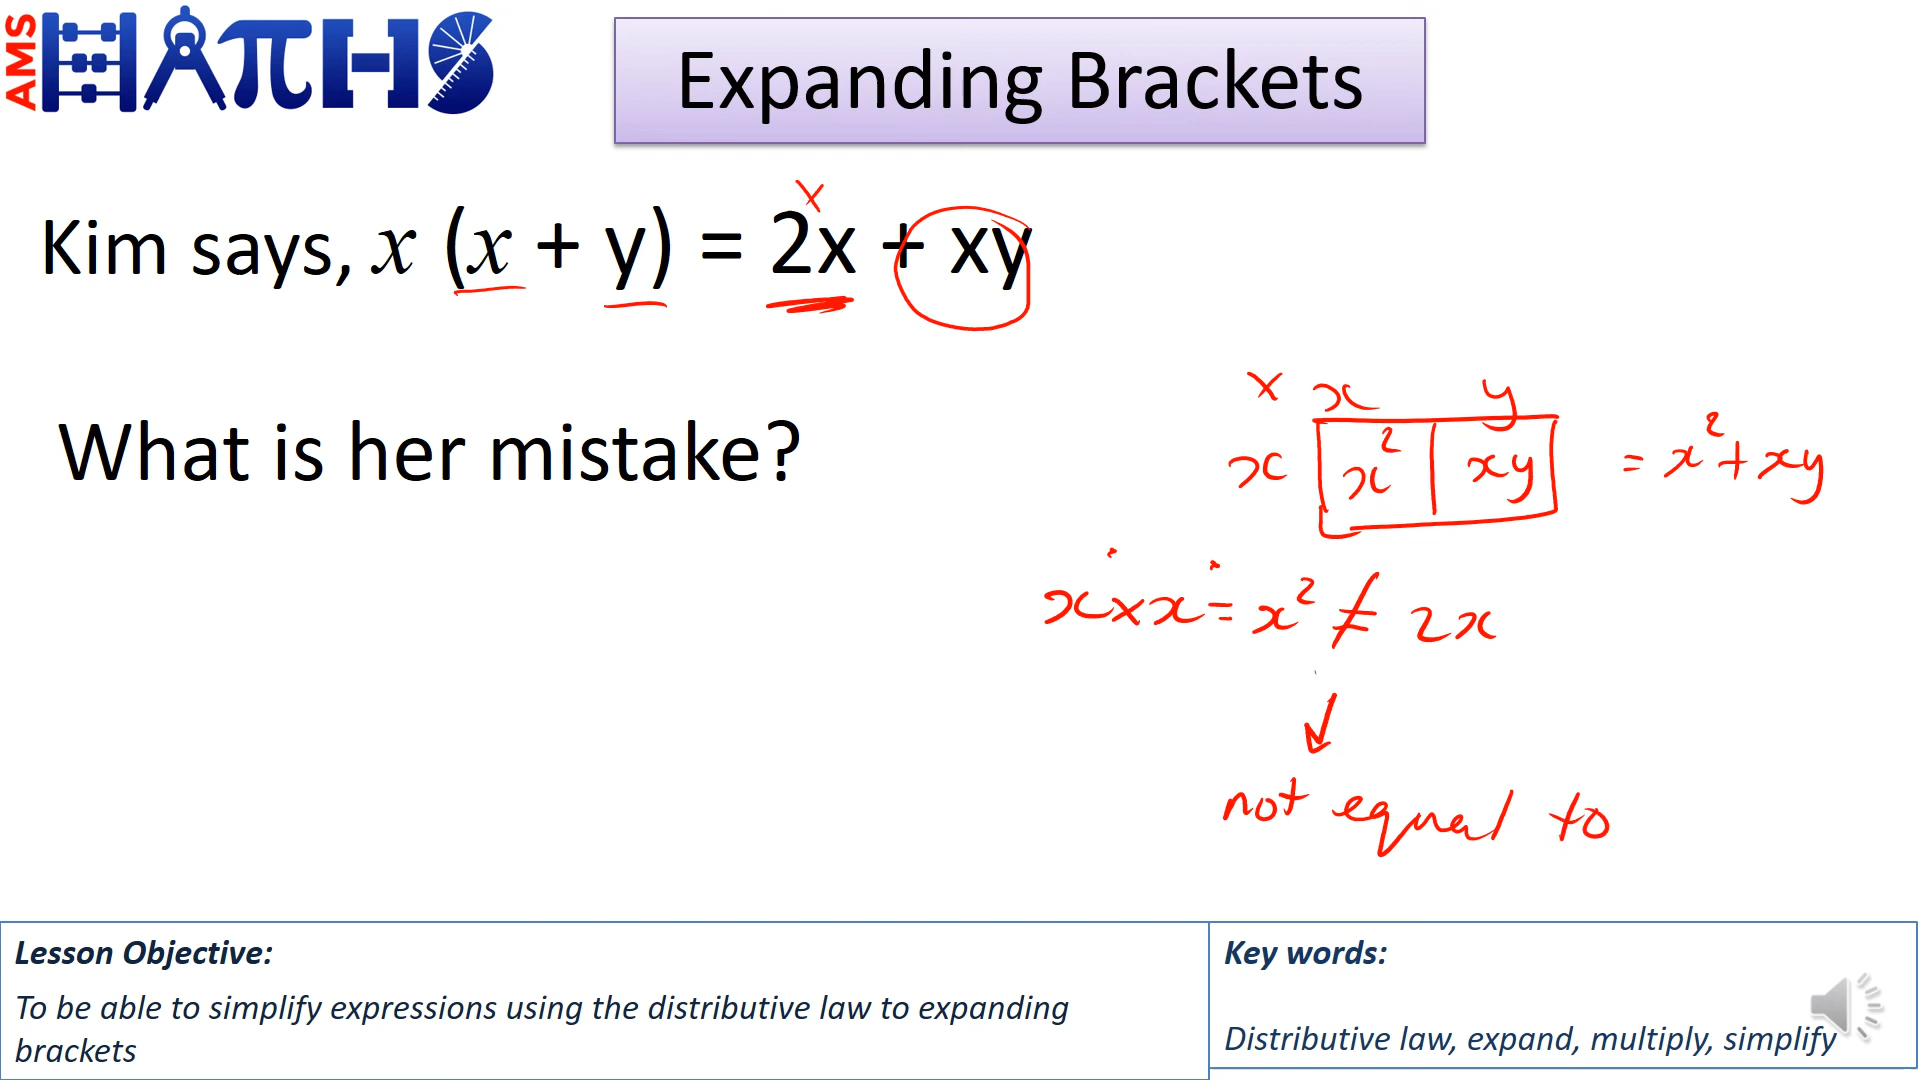 AMS MATHS
Expanding Brackets
x
Kim says, x (x + y) = 2x + xy
x x y
What is her mistake?
x x² xy = x² + xy
x × x = x² ≠ 2x
not equal to
Lesson Objective:
To be able to simplify expressions using the distributive law to expanding
brackets
Key words:
Distributive law, expand, multiply, simplify